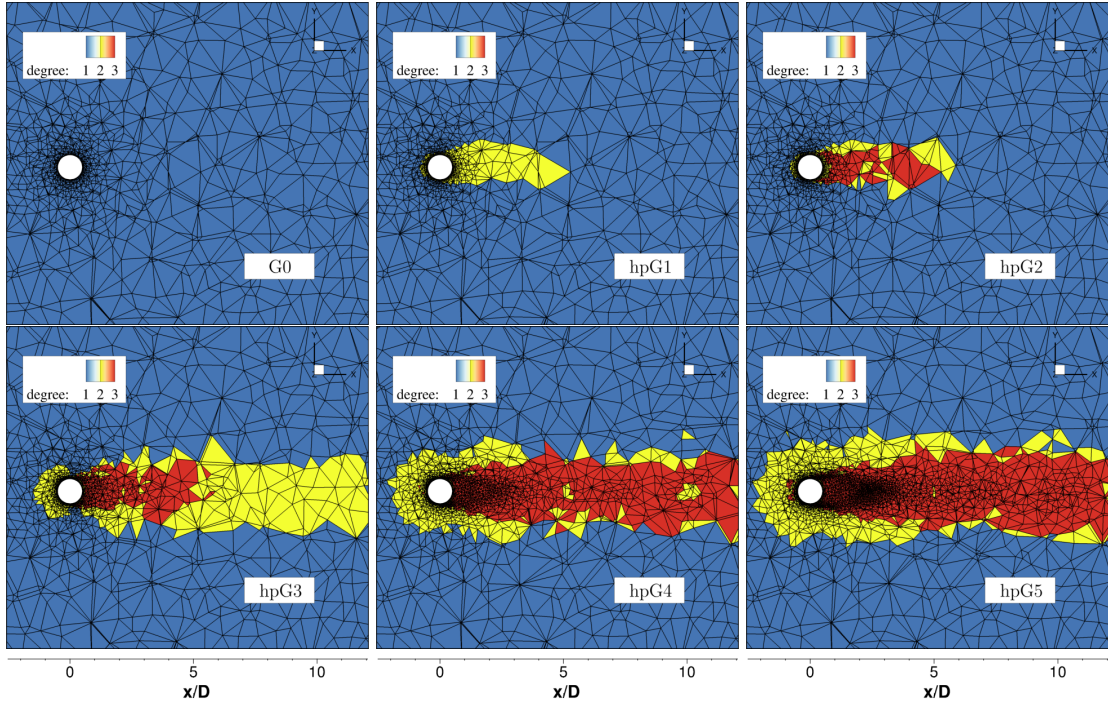 Y
X
degree: 1 2 3
G0
Y
X
degree: 1 2 3
hpG1
Y
X
degree: 1 2 3
hpG2
Y
X
degree: 1 2 3
hpG3
Y
X
degree: 1 2 3
hpG4
Y
X
degree: 1 2 3
hpG5
0 5 10
x/D
0 5 10
x/D
0 5 10
x/D